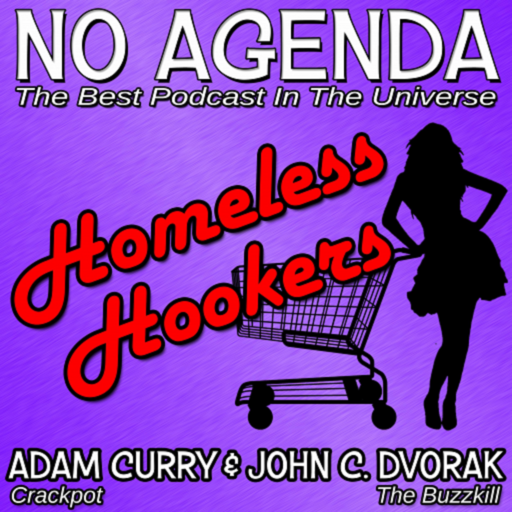 NO AGENDA
The Best Podcast In The Universe
Homeless
Hookers
ADAM CURRY & JOHN C. DVORAK
Crackpot The Buzzkill